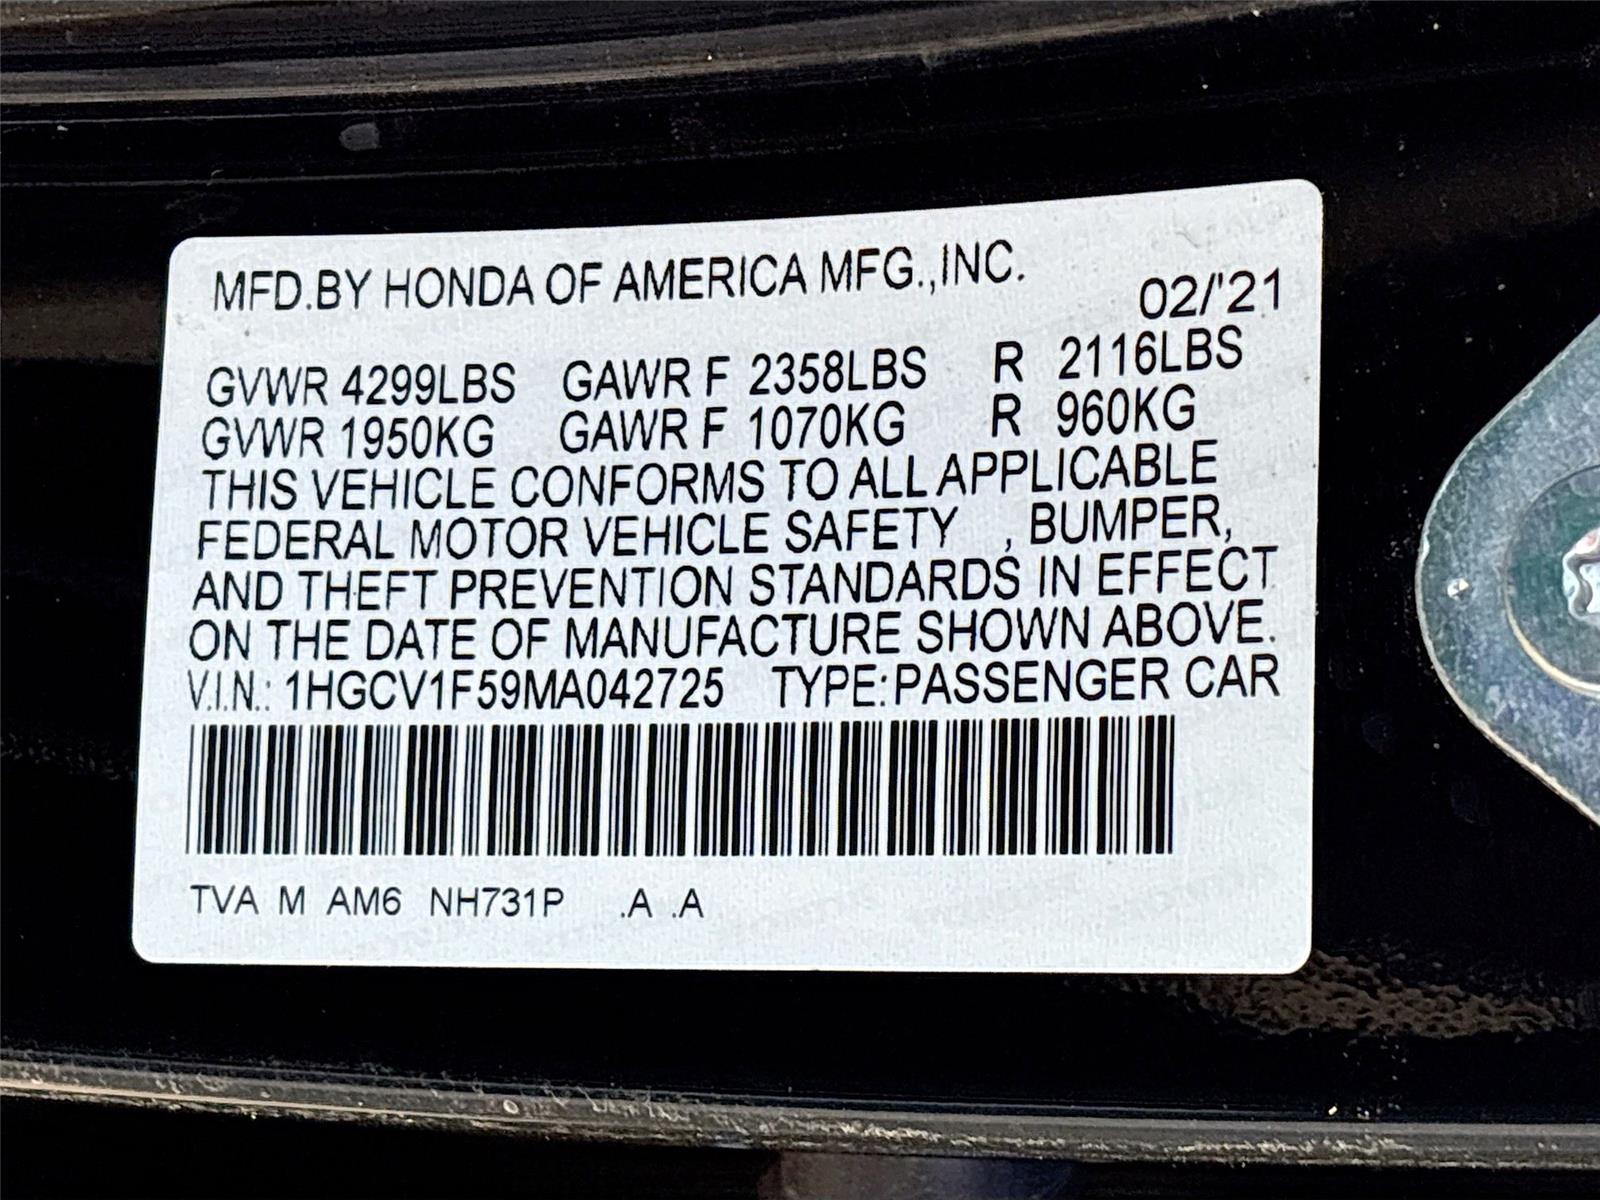 MFD.BY HONDA OF AMERICA MFG.,INC.
02/'21
GVWR 4299LBS GAWR F 2358LBS R 2116LBS
GVWR 1950KG GAWR F 1070KG R 960KG
THIS VEHICLE CONFORMS TO ALL APPLICABLE
FEDERAL MOTOR VEHICLE SAFETY , BUMPER,
AND THEFT PREVENTION STANDARDS IN EFFECT
ON THE DATE OF MANUFACTURE SHOWN ABOVE.
V.I.N.: 1HGCV1F59MA042725 TYPE:PASSENGER CAR
TVA M AM6 NH731P .A .A